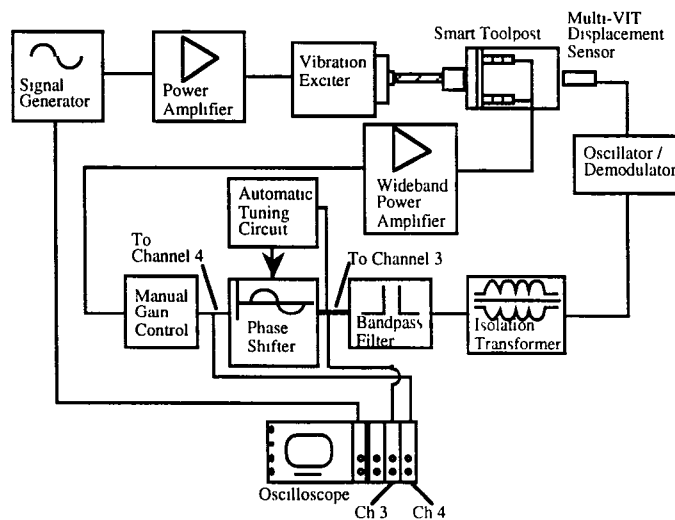 Signal
Generator
Power
Amplifier
Vibration
Exciter
Smart Toolpost
Multi-VIT
Displacement
Sensor
Oscillator /
Demodulator
Wideband
Power
Amplifier
Automatic
Tuning
Circuit
To
Channel 4
To Channel 3
Manual
Gain
Control
Phase
Shifter
Bandpass
Filter
Isolation
Transformer
Oscilloscope
Ch 3
Ch 4